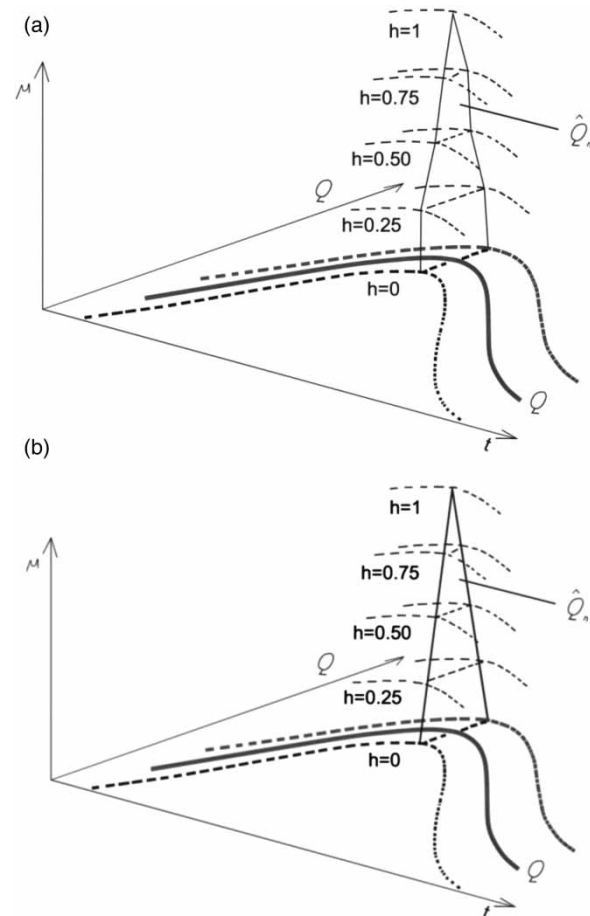 (a)
h=1
μ
h=0.75
Q̂ₙ
h=0.50
Q
h=0.25
h=0
Q
t
(b)
h=1
μ
h=0.75
Q̂ₙ
h=0.50
Q
h=0.25
h=0
Q
t